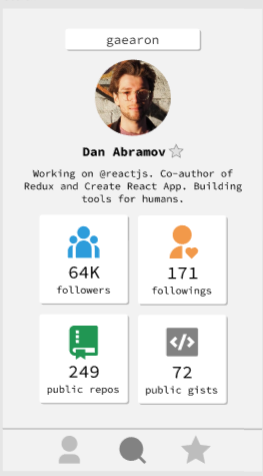 gaearon
Dan Abramov
Working on @reactjs. Co-author of
Redux and Create React App. Building
tools for humans.
64K
followers
171
followings
249
public repos
72
public gists